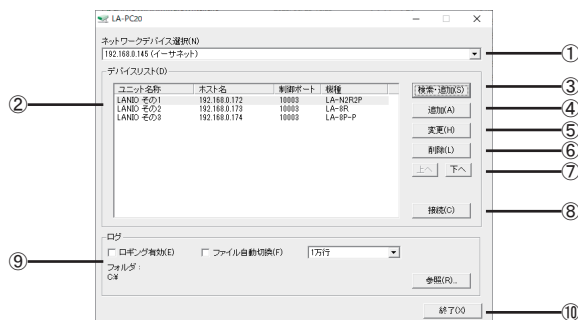 LA-PC20
ネットワークデバイス選択(N)
192.168.0.145 (イーサネット)
①
デバイスリスト(D)
②
ユニット名称 ホスト名 制御ポート 機種
LANIO その1 192.168.0.172 10003 LA-N2R2P
LANIO その2 192.168.0.173 10003 LA-8R
LANIO その3 192.168.0.174 10003 LA-8P-P
検索・追加(S)
③
追加(A)
④
変更(H)
⑤
削除(L)
⑥
上へ 下へ
⑦
接続(C)
⑧
ログ
⑨
ロギング有効(E) ファイル自動切換(F) 1万行
フォルダ :
C:¥
参照(R)..
終了(X)
⑩